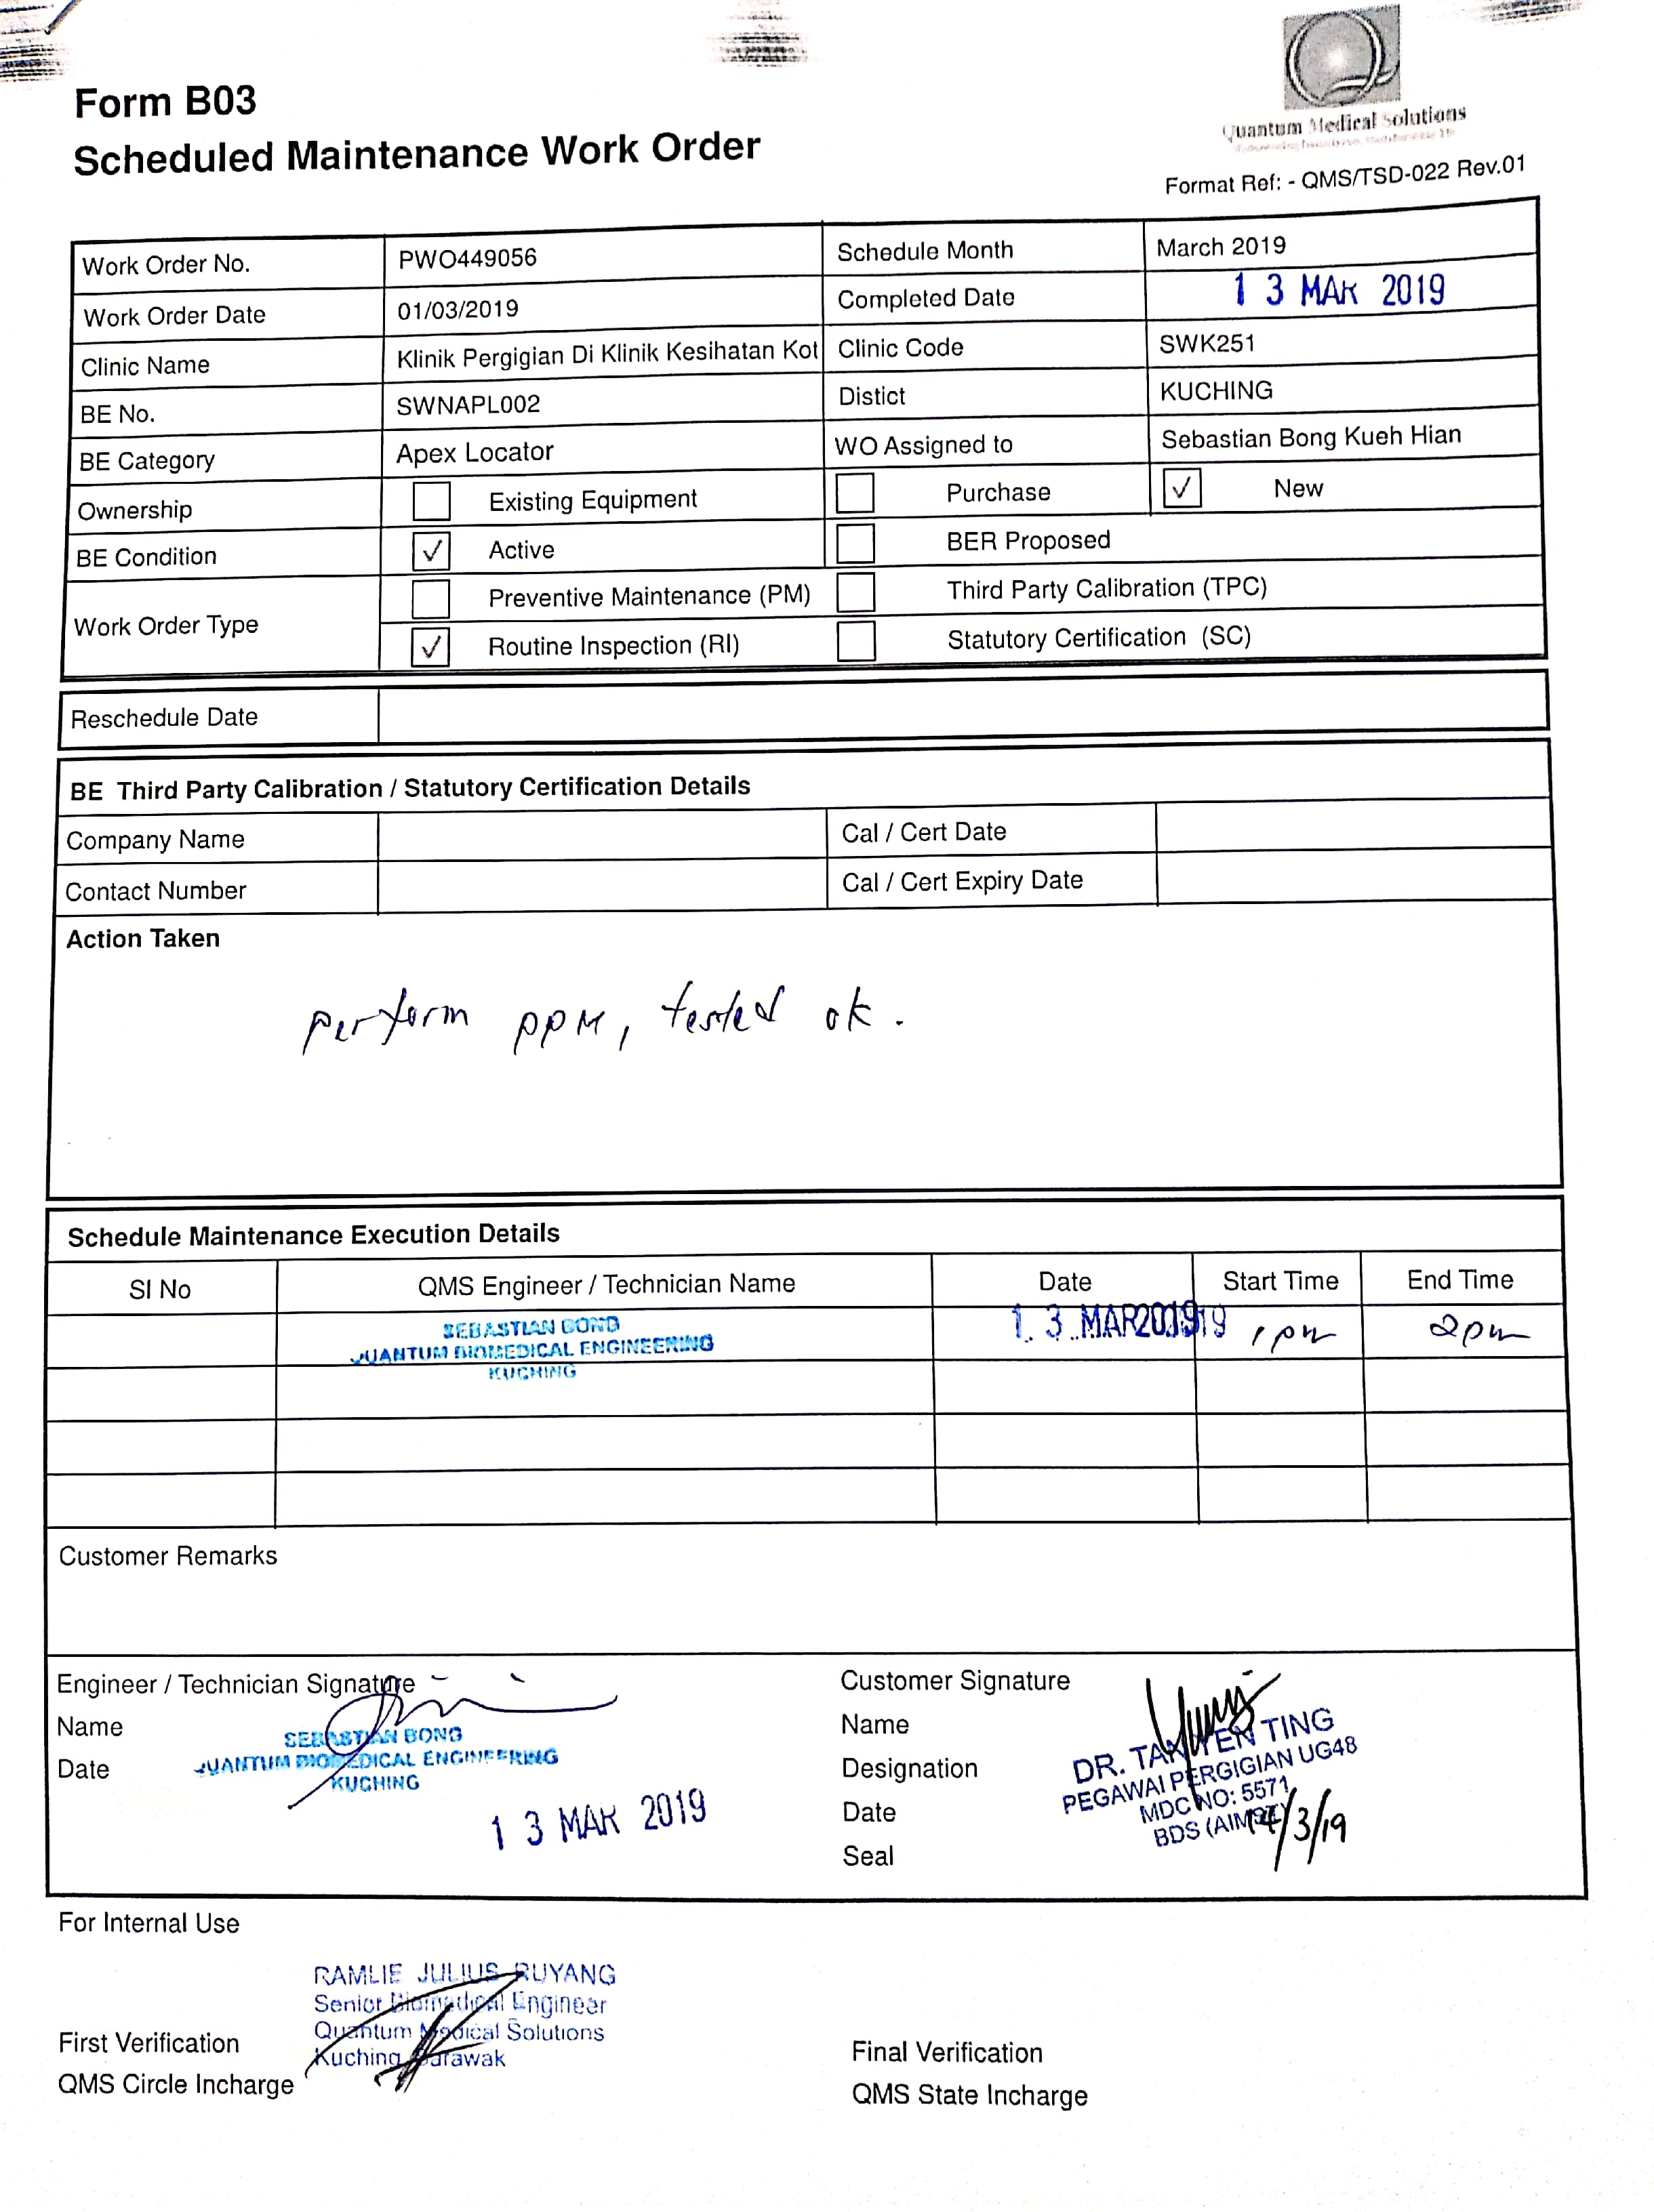 Form B03
Scheduled Maintenance Work Order
Quantum Medical Solutions
Format Ref: - QMS/TSD-022 Rev.01
Work Order No. PWO449056 Schedule Month March 2019
Work Order Date 01/03/2019 Completed Date 13 MAR 2019
Clinic Name Klinik Pergigian Di Klinik Kesihatan Kot Clinic Code SWK251
BE No. SWNAPL002 Distict KUCHING
BE Category Apex Locator WO Assigned to Sebastian Bong Kueh Hian
Ownership Existing Equipment Purchase ✓ New
BE Condition ✓ Active BER Proposed
Work Order Type Preventive Maintenance (PM) Third Party Calibration (TPC)
✓ Routine Inspection (RI) Statutory Certification (SC)
Reschedule Date
BE Third Party Calibration / Statutory Certification Details
Company Name Cal / Cert Date
Contact Number Cal / Cert Expiry Date
Action Taken
perform ppm, tested ok.
Schedule Maintenance Execution Details
SI No QMS Engineer / Technician Name Date Start Time End Time
SEBASTIAN BONG 13 MAR 2019 1pm 2pm
QUANTUM BIOMEDICAL ENGINEERING
KUCHING
Customer Remarks
Engineer / Technician Signature
Name
Date
SEBASTIAN BONG
QUANTUM BIOMEDICAL ENGINEERING
KUCHING
13 MAR 2019
Customer Signature
Name
Designation
Date
Seal
DR. TAN YEN TING
PEGAWAI PERGIGIAN UG48
MDC NO: 5571
BDS (AIMST)
14/3/19
For Internal Use
RAMLIE JULIUS RUYANG
Senior Biomedical Engineer
Quantum Medical Solutions
Kuching Sarawak
First Verification
QMS Circle Incharge
Final Verification
QMS State Incharge